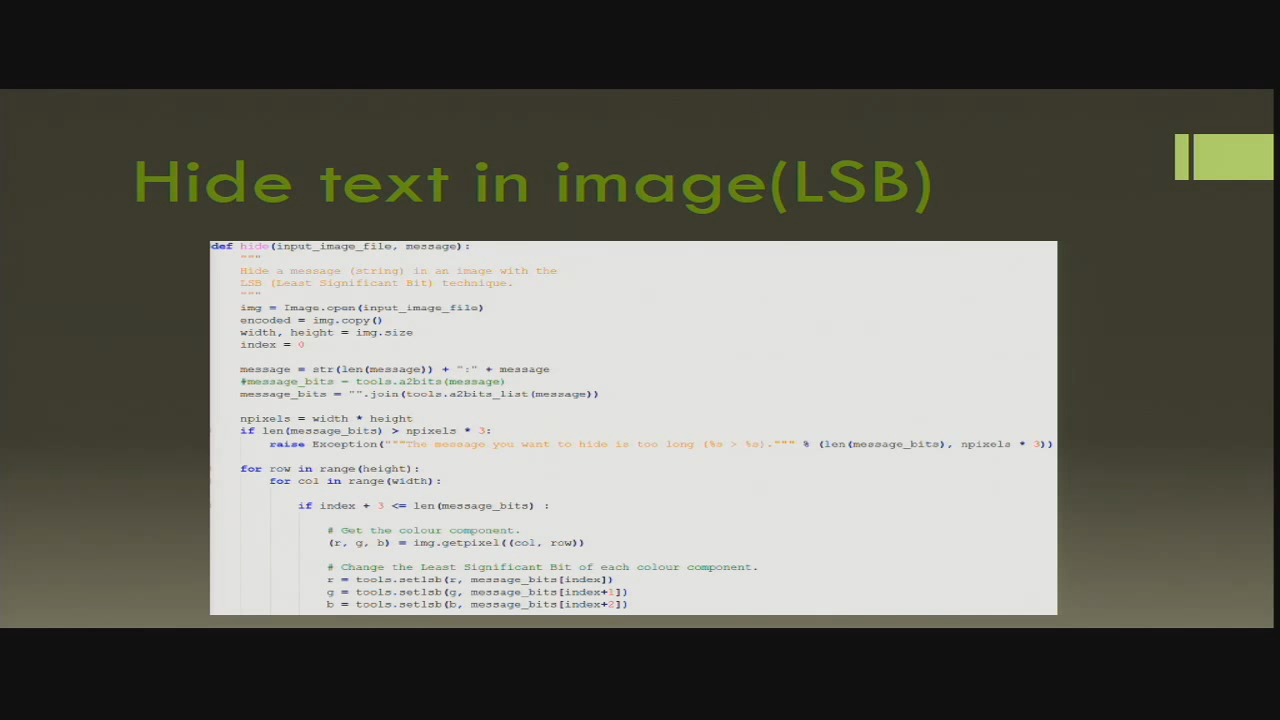 Hide text in image(LSB)
def hide(input_image_file, message):
"""
Hide a message (string) in an image with the
LSB (Least Significant Bit) technique.
"""
img = Image.open(input_image_file)
encoded = img.copy()
width, height = img.size
index = 0
message = str(len(message)) + ":" + message
#message_bits = tools.a2bits(message)
message_bits = "".join(tools.a2bits_list(message))
npixels = width * height
if len(message_bits) > npixels * 3:
raise Exception("""The message you want to hide is too long (%s > %s).""" % (len(message_bits), npixels * 3))
for row in range(height):
for col in range(width):
if index + 3 <= len(message_bits) :
# Get the colour component.
(r, g, b) = img.getpixel((col, row))
# Change the Least Significant Bit of each colour component.
r = tools.setlsb(r, message_bits[index])
g = tools.setlsb(g, message_bits[index+1])
b = tools.setlsb(b, message_bits[index+2])